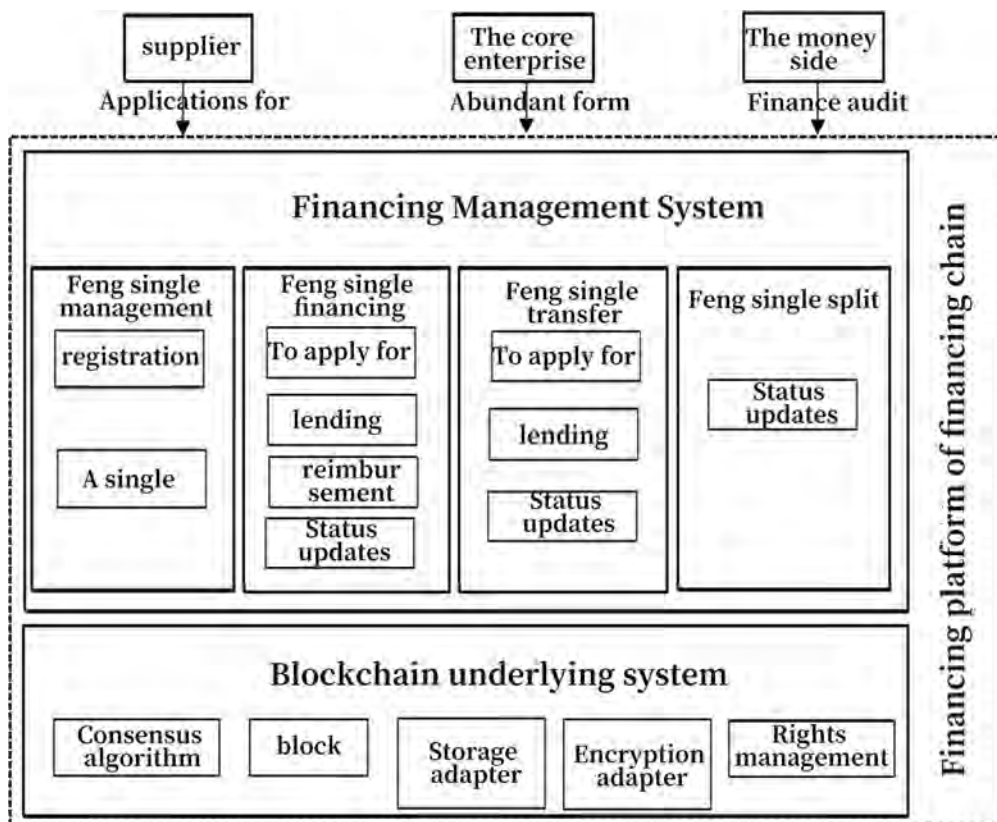 supplier
The core
enterprise
The money
side
Applications for
Abundant form
Finance audit
Financing Management System
Feng single
management
registration
A single
Feng single
financing
To apply for
lending
reimbur
sement
Status
updates
Feng single
transfer
To apply for
lending
Status
updates
Feng single split
Status
updates
Blockchain underlying system
Consensus
algorithm
block
Storage
adapter
Encryption
adapter
Rights
management
Financing platform of financing chain